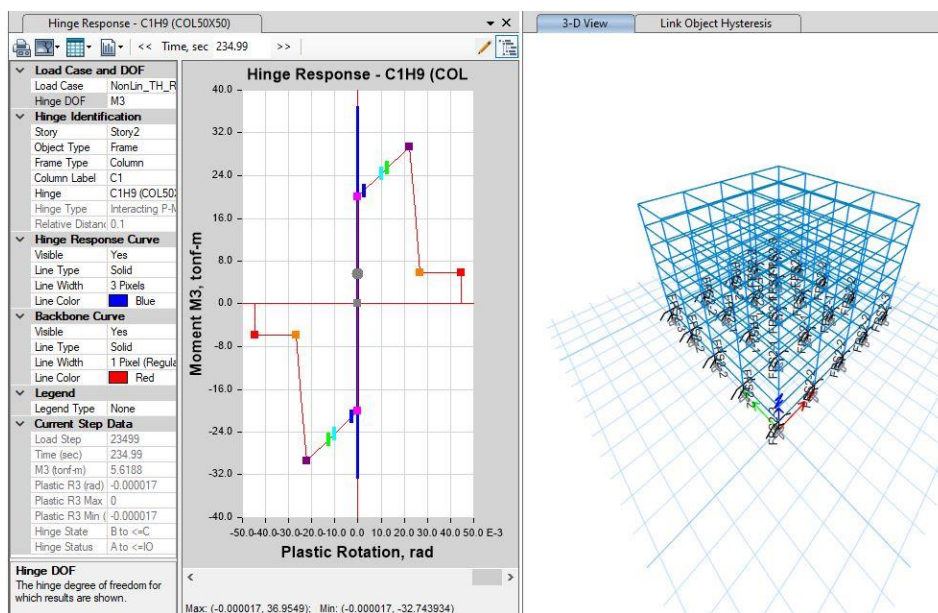 Hinge Response - C1H9 (COL50X50)
<< Time, sec 234.99 >>
Load Case and DOF
Load Case NonLin_TH_R
Hinge DOF M3
Hinge Identification
Story Story2
Object Type Frame
Frame Type Column
Column Label C1
Hinge C1H9 (COL50X
Hinge Type Interacting P-M
Relative Distanc 0.1
Hinge Response Curve
Visible Yes
Line Type Solid
Line Width 3 Pixels
Line Color Blue
Backbone Curve
Visible Yes
Line Type Solid
Line Width 1 Pixel (Regula
Line Color Red
Legend
Legend Type None
Current Step Data
Load Step 23499
Time (sec) 234.99
M3 (tonf-m) 5.6188
Plastic R3 (rad) -0.000017
Plastic R3 Max 0
Plastic R3 Min ( -0.000017
Hinge State B to <=C
Hinge Status A to <=IO
Hinge DOF
The hinge degree of freedom for
which results are shown.
Hinge Response - C1H9 (COL
40.0
32.0
24.0
16.0
8.0
0.0
-8.0
-16.0
-24.0
-32.0
-40.0
Moment M3, tonf-m
-50.0 -40.0 -30.0 -20.0 -10.0 0.0 10.0 20.0 30.0 40.0 50.0 E-3
Plastic Rotation, rad
Max: (-0.000017, 36.9549); Min: (-0.000017, -32.743934)
3-D View
Link Object Hysteresis